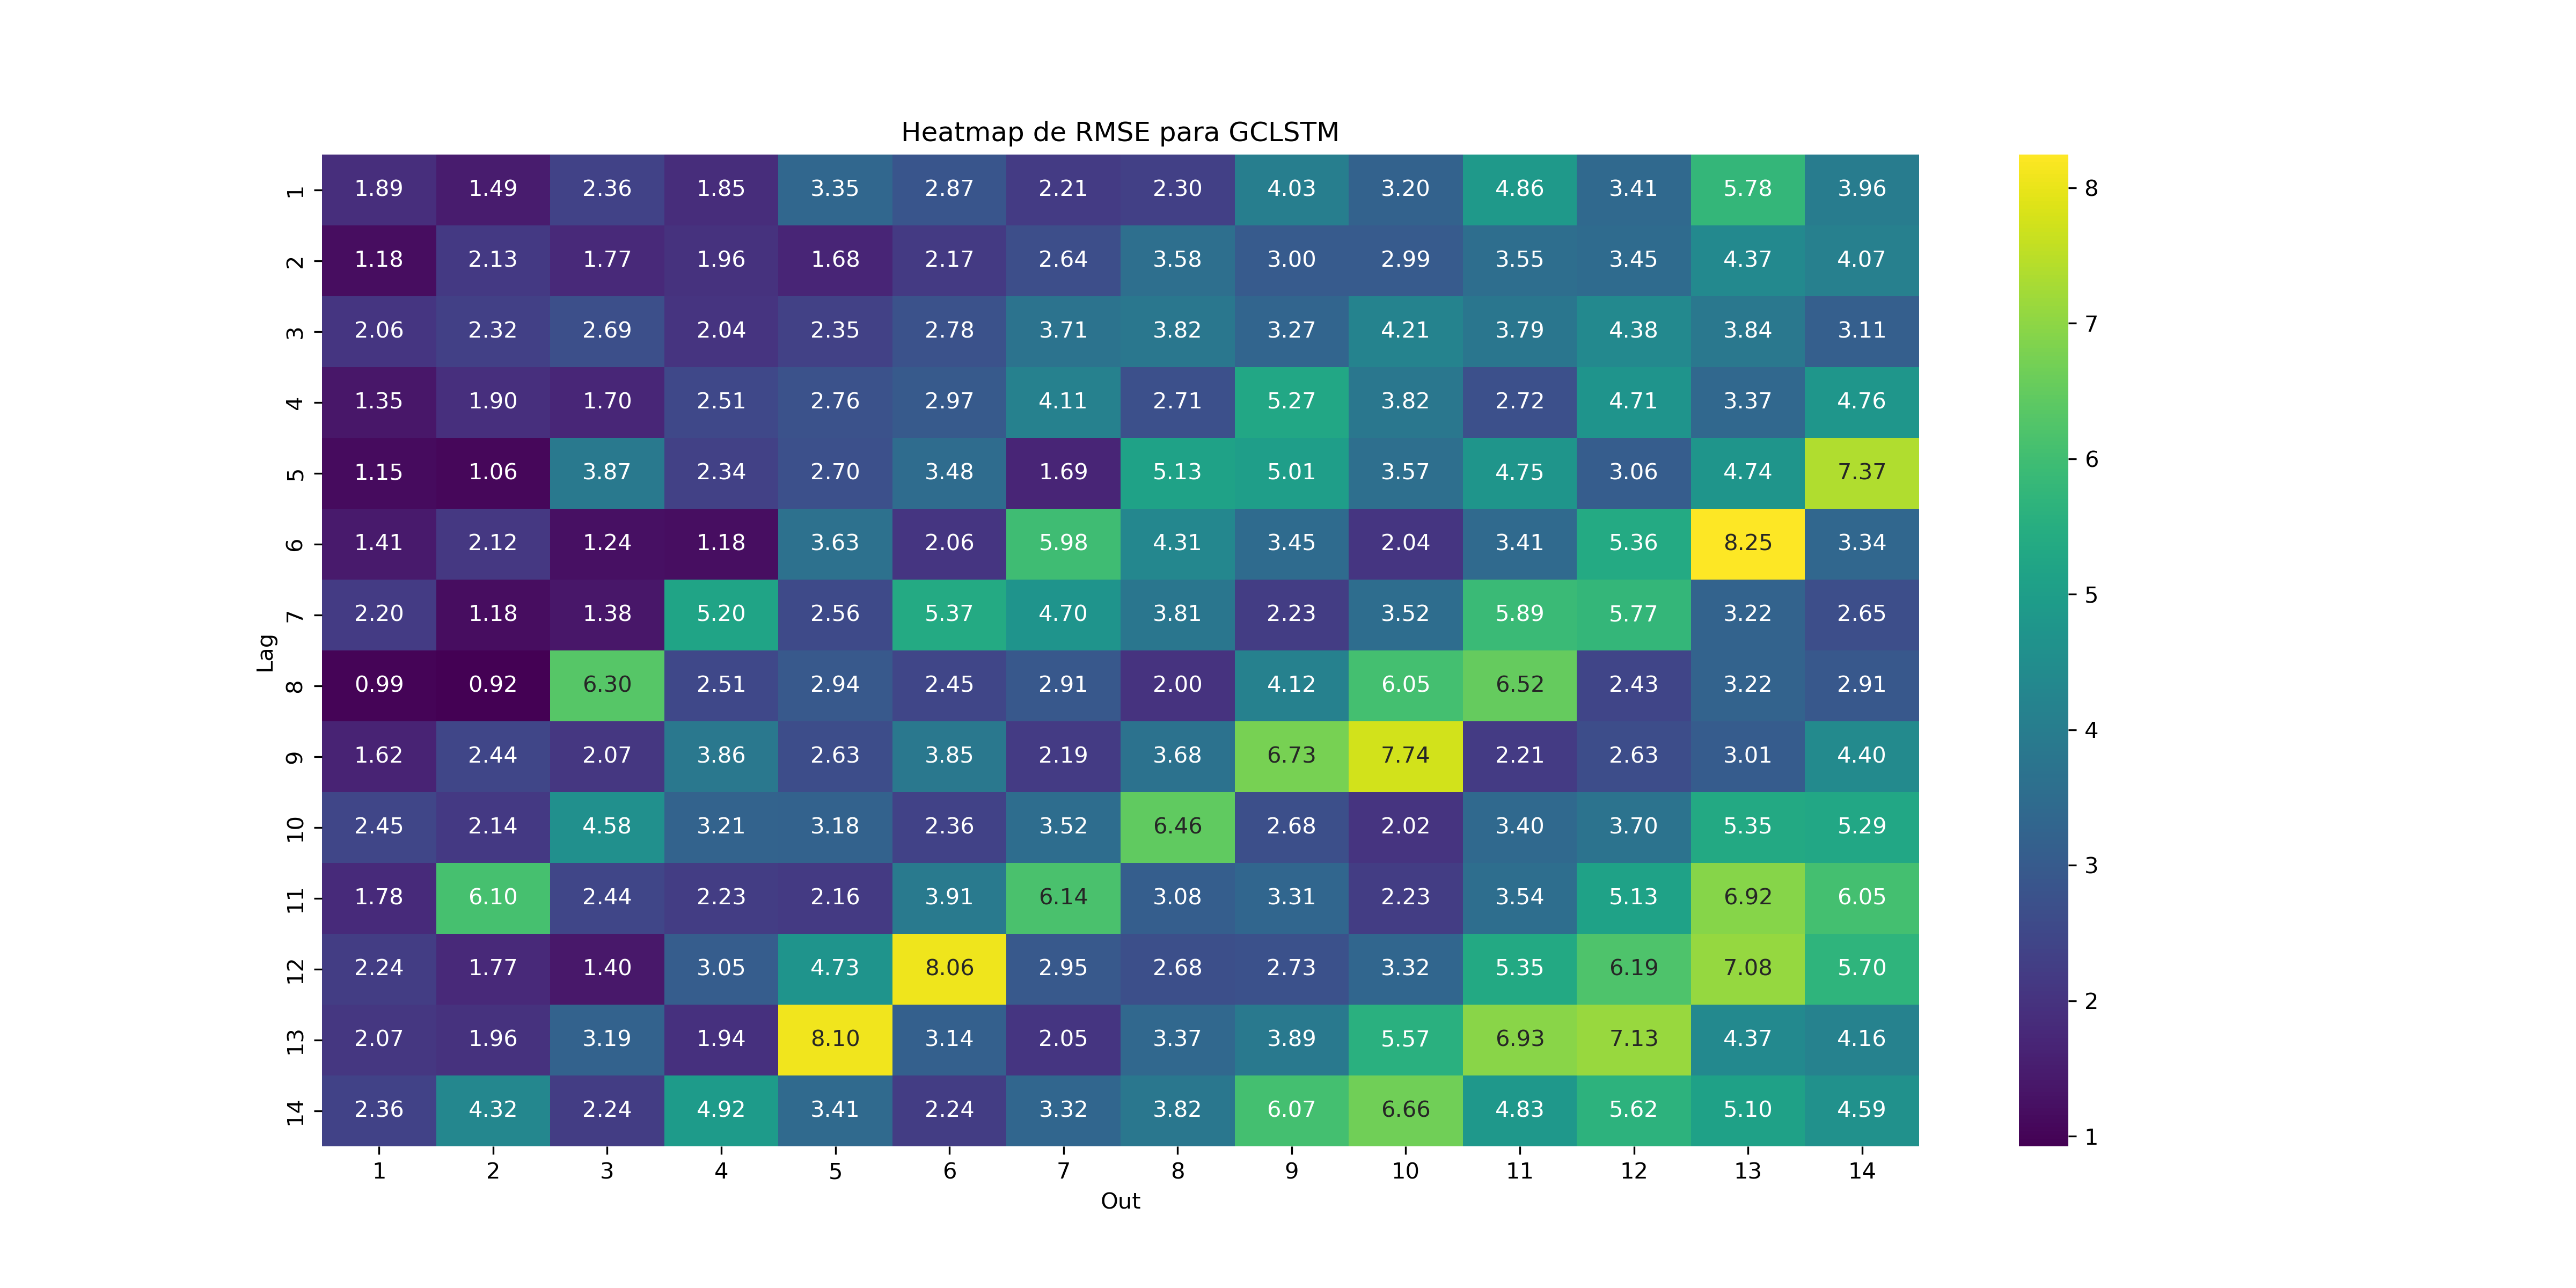 Heatmap de RMSE para GCLSTM
1 1.89 1.49 2.36 1.85 3.35 2.87 2.21 2.30 4.03 3.20 4.86 3.41 5.78 3.96
2 1.18 2.13 1.77 1.96 1.68 2.17 2.64 3.58 3.00 2.99 3.55 3.45 4.37 4.07
3 2.06 2.32 2.69 2.04 2.35 2.78 3.71 3.82 3.27 4.21 3.79 4.38 3.84 3.11
4 1.35 1.90 1.70 2.51 2.76 2.97 4.11 2.71 5.27 3.82 2.72 4.71 3.37 4.76
5 1.15 1.06 3.87 2.34 2.70 3.48 1.69 5.13 5.01 3.57 4.75 3.06 4.74 7.37
6 1.41 2.12 1.24 1.18 3.63 2.06 5.98 4.31 3.45 2.04 3.41 5.36 8.25 3.34
7 2.20 1.18 1.38 5.20 2.56 5.37 4.70 3.81 2.23 3.52 5.89 5.77 3.22 2.65
8 0.99 0.92 6.30 2.51 2.94 2.45 2.91 2.00 4.12 6.05 6.52 2.43 3.22 2.91
9 1.62 2.44 2.07 3.86 2.63 3.85 2.19 3.68 6.73 7.74 2.21 2.63 3.01 4.40
10 2.45 2.14 4.58 3.21 3.18 2.36 3.52 6.46 2.68 2.02 3.40 3.70 5.35 5.29
11 1.78 6.10 2.44 2.23 2.16 3.91 6.14 3.08 3.31 2.23 3.54 5.13 6.92 6.05
12 2.24 1.77 1.40 3.05 4.73 8.06 2.95 2.68 2.73 3.32 5.35 6.19 7.08 5.70
13 2.07 1.96 3.19 1.94 8.10 3.14 2.05 3.37 3.89 5.57 6.93 7.13 4.37 4.16
14 2.36 4.32 2.24 4.92 3.41 2.24 3.32 3.82 6.07 6.66 4.83 5.62 5.10 4.59
1 2 3 4 5 6 7 8 9 10 11 12 13 14
Out
Lag
8
7
6
5
4
3
2
1